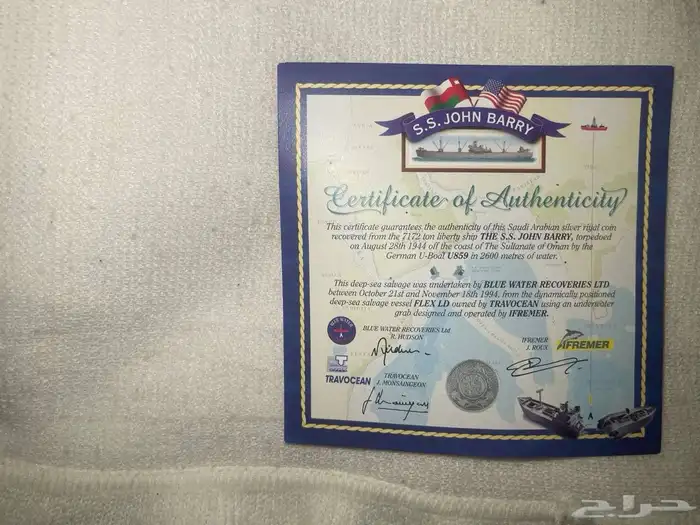 S.S. JOHN BARRY
Certificate of Authenticity
This certificate guarantees the authenticity of this Saudi Arabian silver riyal coin
recovered from the 7172 ton liberty ship THE S.S. JOHN BARRY, torpedoed
on August 28th 1944 off the coast of The Sultanate of Oman by the
German U-Boat U859 in 2600 metres of water.
This deep-sea salvage was undertaken by BLUE WATER RECOVERIES LTD
between October 21st and November 18th 1994, from the dynamically positioned
deep-sea salvage vessel FLEX LD owned by TRAVOCEAN using an underwater
grab designed and operated by IFREMER.
BLUE WATER RECOVERIES Ltd
R. HUDSON
IFREMER
J. ROUX
IFREMER
TRAVOCEAN
TRAVOCEAN
J. MONSAINGEON
حراج